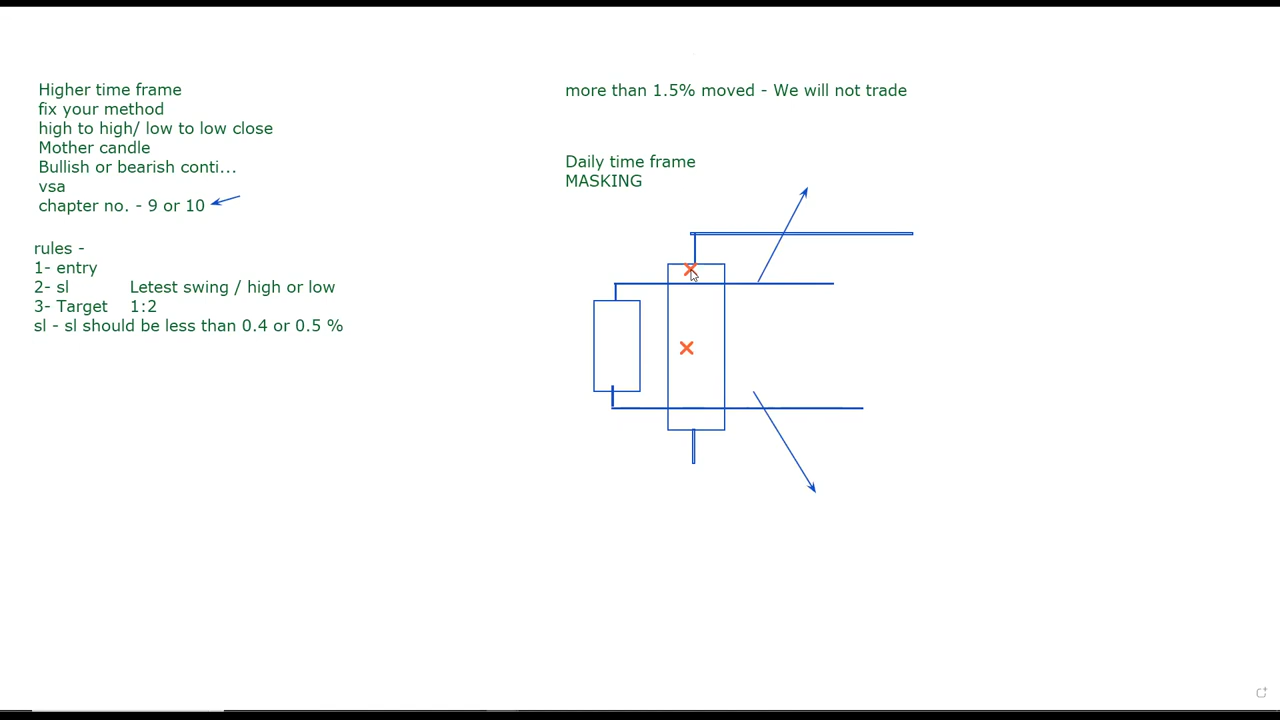 Higher time frame
fix your method
high to high/ low to low close
Mother candle
Bullish or bearish conti...
vsa
chapter no. - 9 or 10
rules -
1- entry
2- sl Letest swing / high or low
3- Target 1:2
sl - sl should be less than 0.4 or 0.5 %
more than 1.5% moved - We will not trade
Daily time frame
MASKING